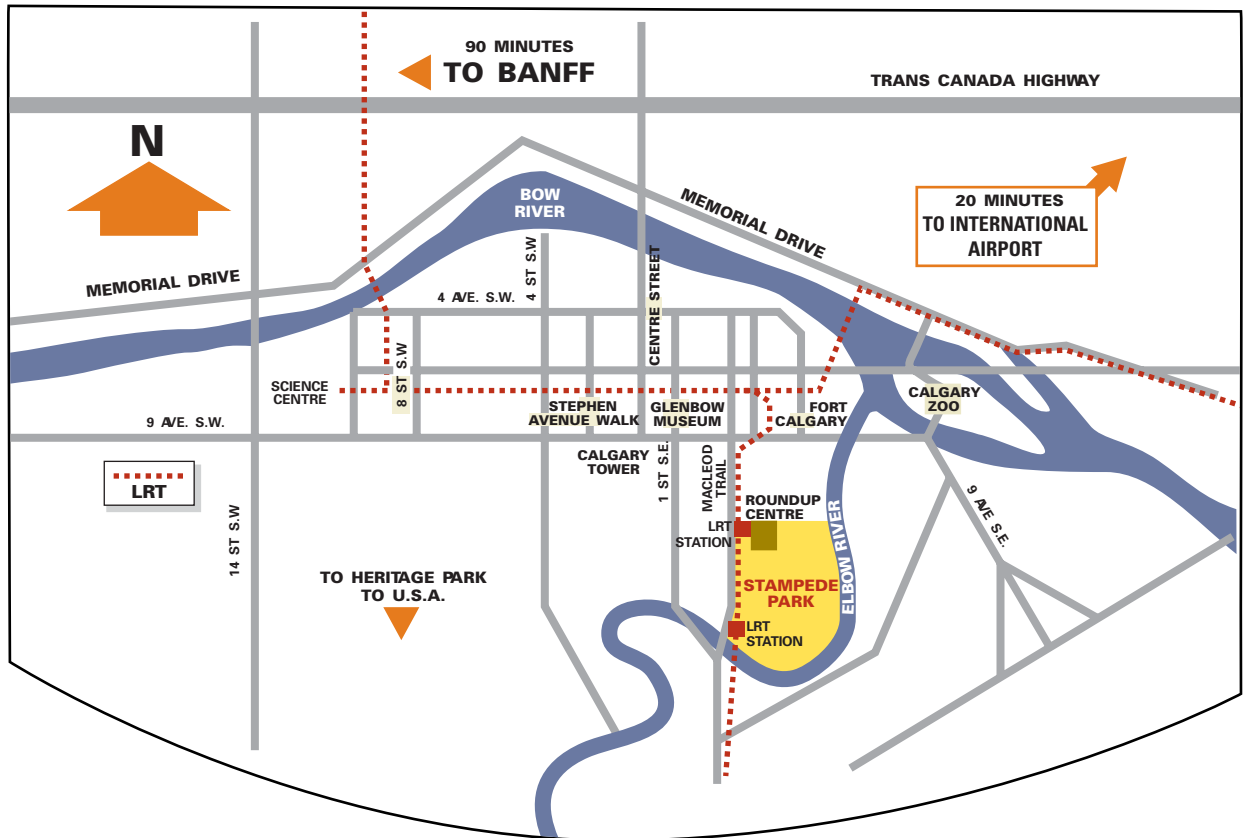 90 MINUTES
TO BANFF
TRANS CANADA HIGHWAY
N
20 MINUTES
TO INTERNATIONAL
AIRPORT
BOW
RIVER
MEMORIAL DRIVE
MEMORIAL DRIVE
4 ST S.W
4 AVE. S.W.
CENTRE STREET
8 ST S.W
SCIENCE
CENTRE
9 AVE. S.W.
STEPHEN
AVENUE WALK
GLENBOW
MUSEUM
FORT
CALGARY
CALGARY
ZOO
CALGARY
TOWER
1 ST S.E.
MACLEOD
TRAIL
LRT
14 ST S.W
ROUNDUP
CENTRE
LRT
STATION
9 AVE S.E.
ELBOW RIVER
STAMPEDE
PARK
TO HERITAGE PARK
TO U.S.A.
LRT
STATION